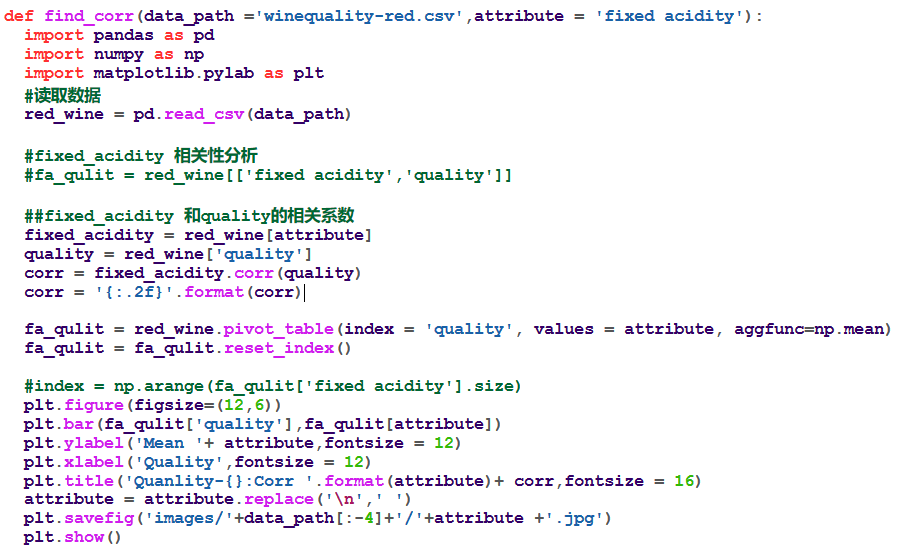 def find_corr(data_path ='winequality-red.csv',attribute = 'fixed acidity'):
import pandas as pd
import numpy as np
import matplotlib.pylab as plt
#读取数据
red_wine = pd.read_csv(data_path)
#fixed_acidity 相关性分析
#fa_qulit = red_wine[['fixed acidity','quality']]
##fixed_acidity 和quality的相关系数
fixed_acidity = red_wine[attribute]
quality = red_wine['quality']
corr = fixed_acidity.corr(quality)
corr = '{:.2f}'.format(corr)
fa_qulit = red_wine.pivot_table(index = 'quality', values = attribute, aggfunc=np.mean)
fa_qulit = fa_qulit.reset_index()
#index = np.arange(fa_qulit['fixed acidity'].size)
plt.figure(figsize=(12,6))
plt.bar(fa_qulit['quality'],fa_qulit[attribute])
plt.ylabel('Mean '+ attribute,fontsize = 12)
plt.xlabel('Quality',fontsize = 12)
plt.title('Quanlity-{}:Corr '.format(attribute)+ corr,fontsize = 16)
attribute = attribute.replace('\n',' ')
plt.savefig('images/'+data_path[:-4]+'/'+attribute +'.jpg')
plt.show()